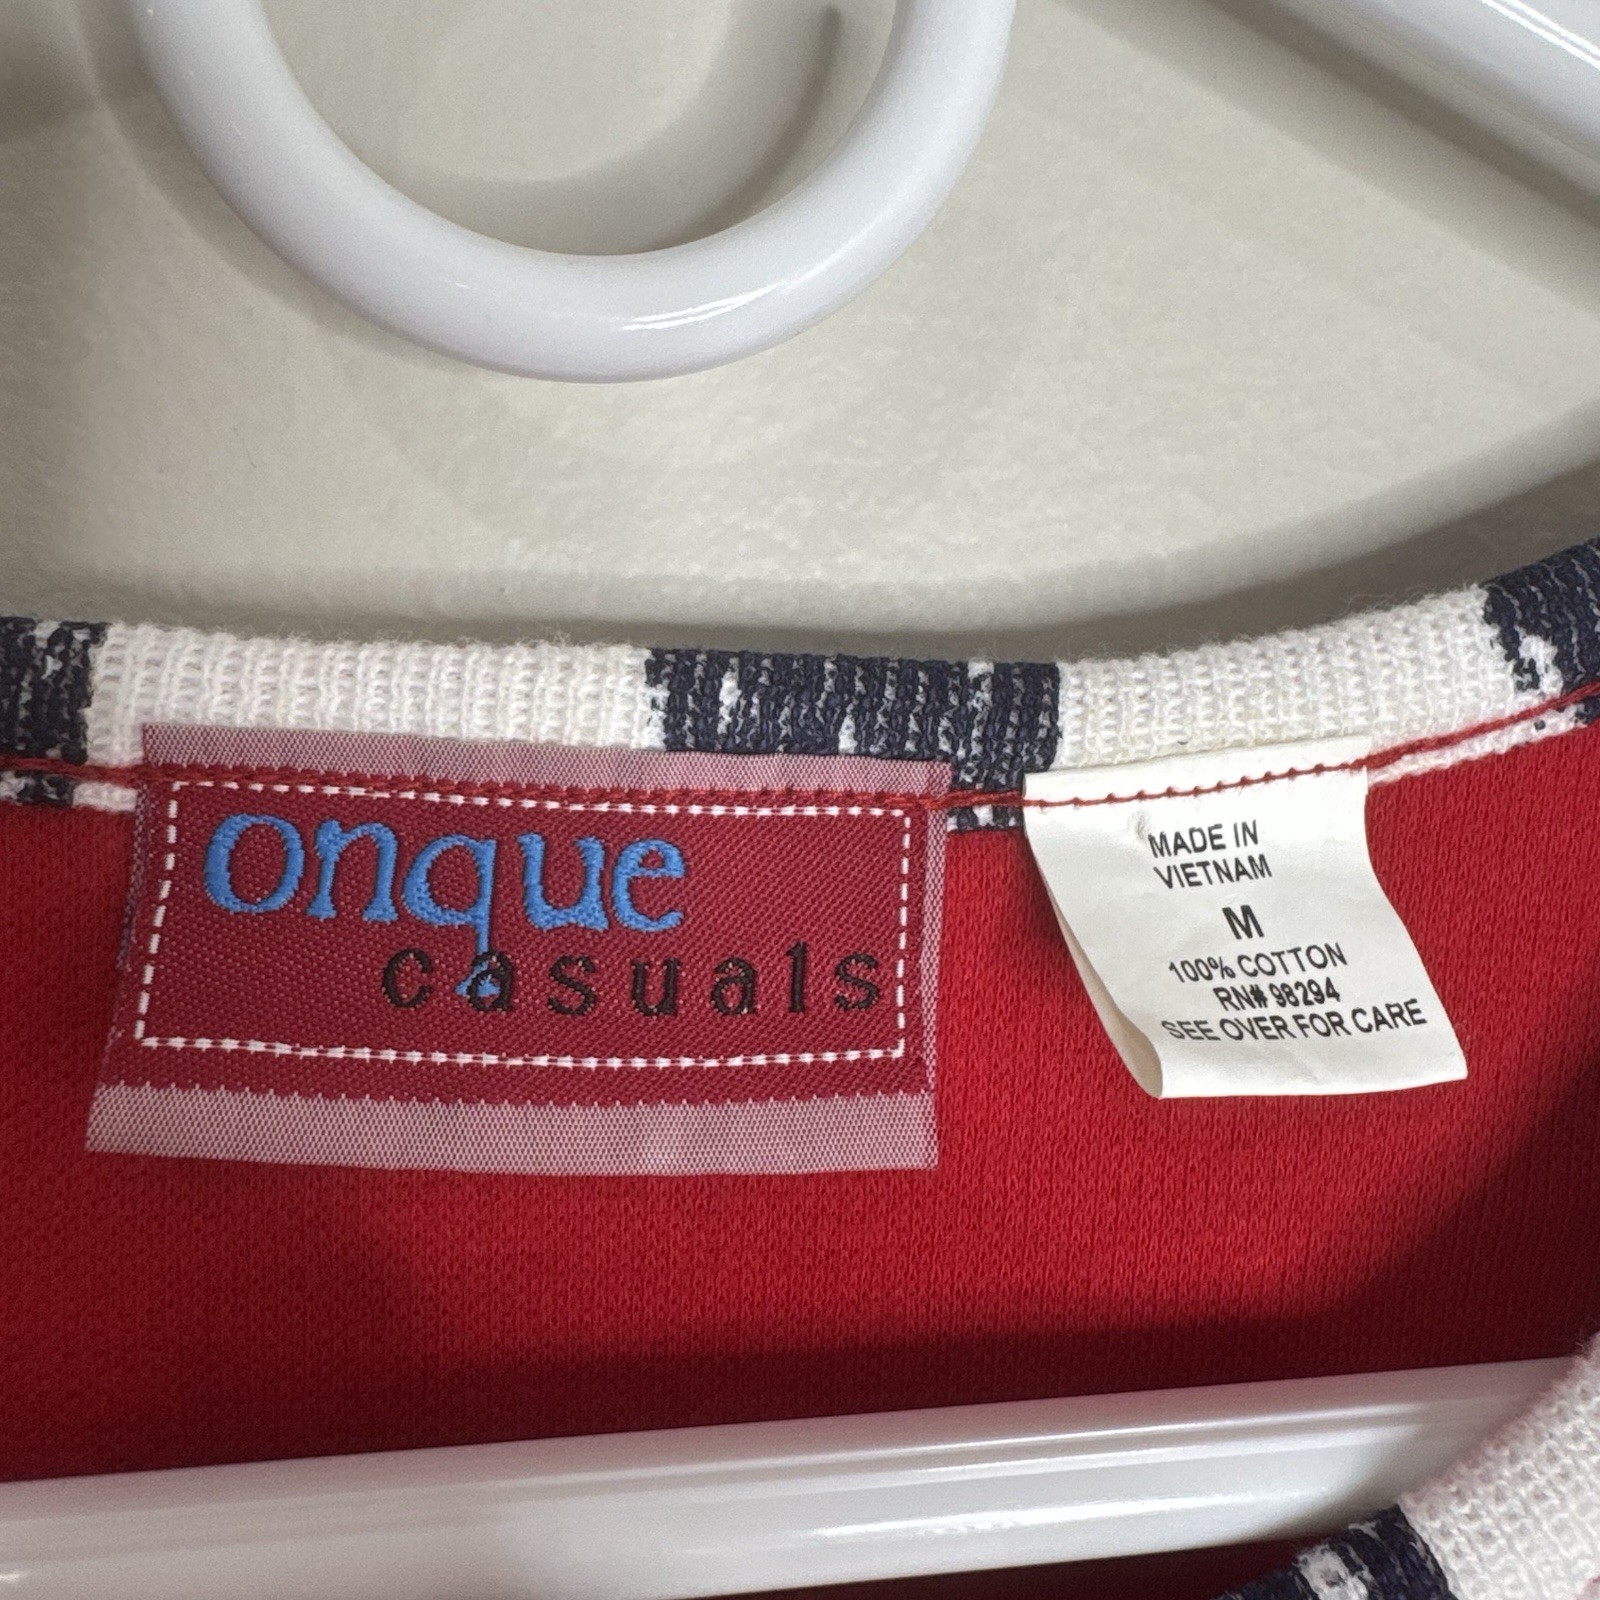 onque
casuals
MADE IN
VIETNAM
M
100% COTTON
RN# 98294
SEE OVER FOR CARE